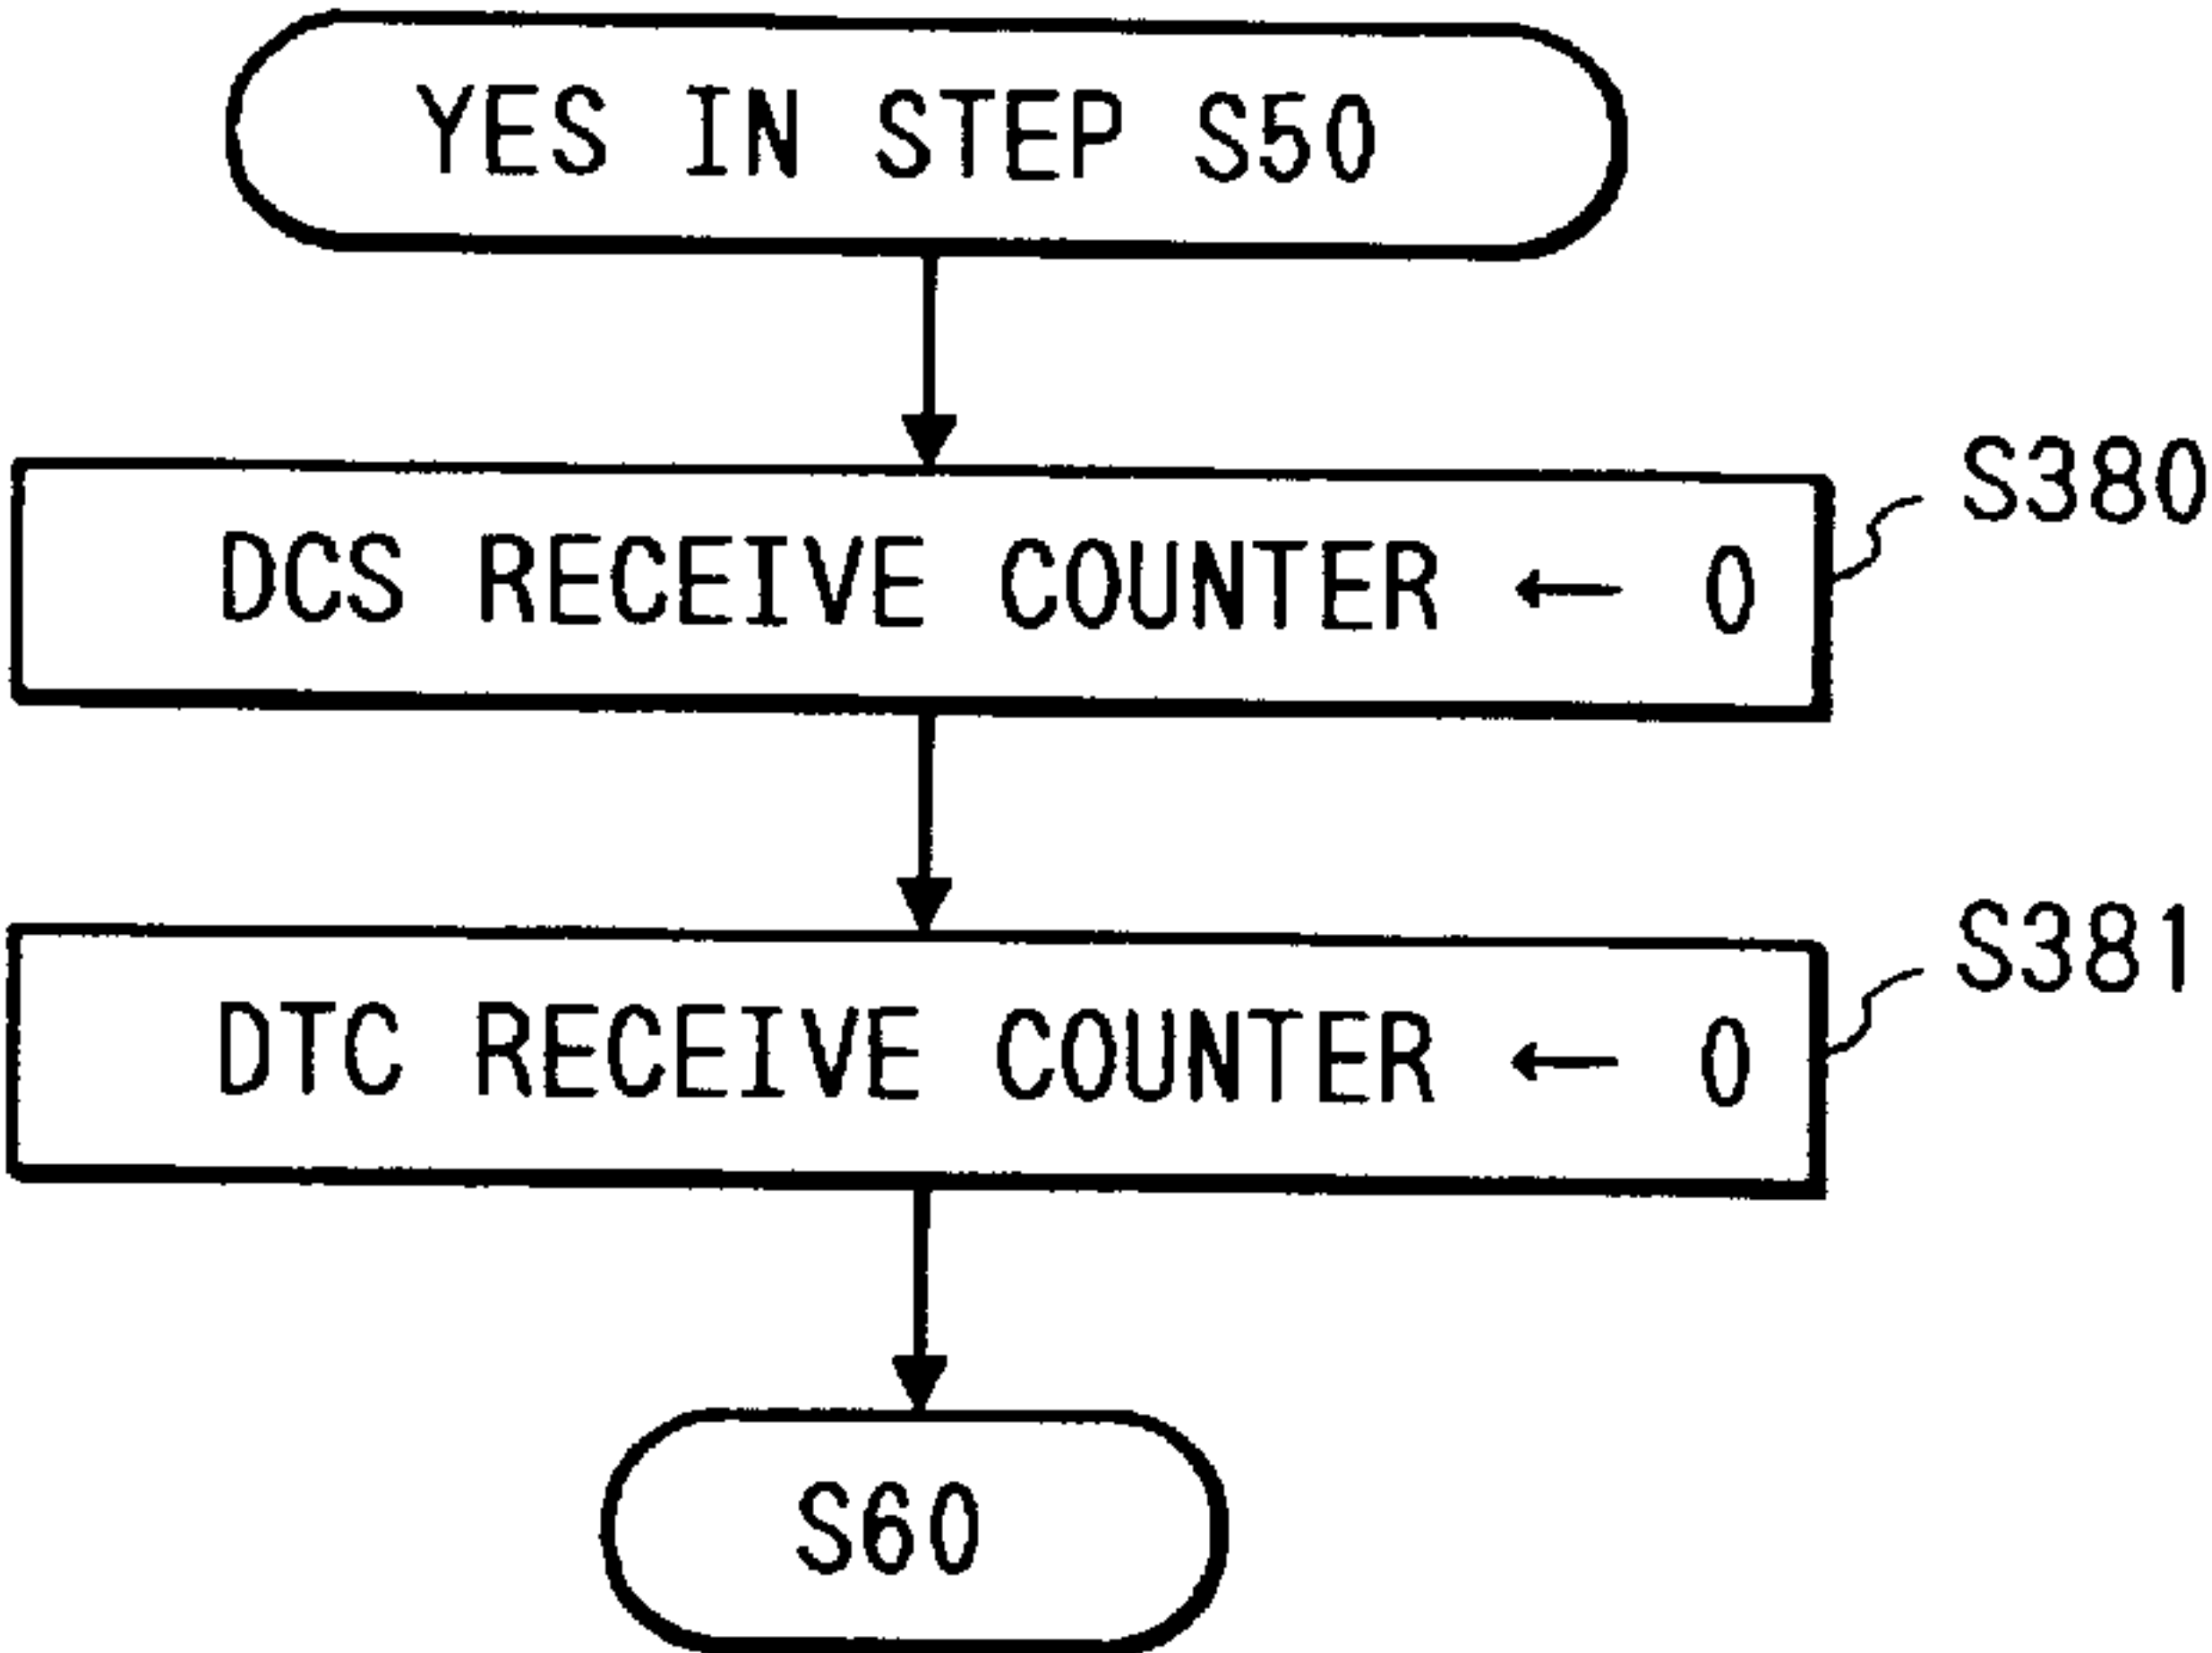 YES IN STEP S50
S380
DCS RECEIVE COUNTER ← 0
S381
DTC RECEIVE COUNTER ← 0
S60